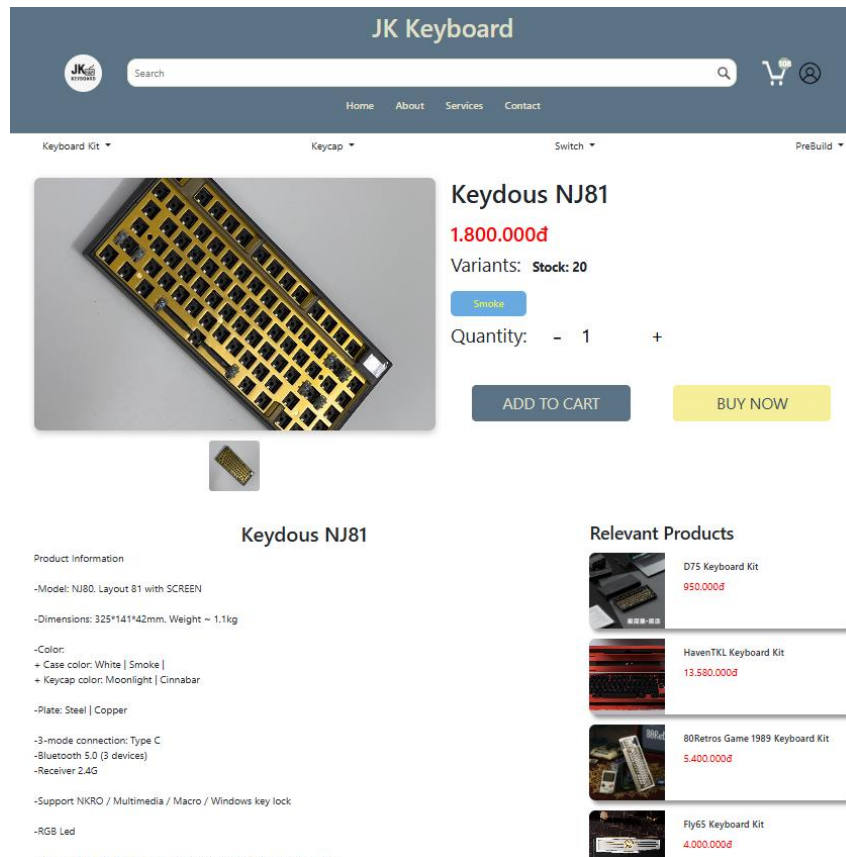 JK Keyboard
JK
KEYBOARD
Search
108
Home About Services Contact
Keyboard Kit Keycap Switch PreBuild
Keydous NJ81
1.800.000đ
Variants: Stock: 20
Smoke
Quantity: - 1 +
ADD TO CART BUY NOW
Keydous NJ81
Product Information
-Model: NJ80. Layout 81 with SCREEN
-Dimensions: 325*141*42mm. Weight ~ 1.1kg
-Color:
+ Case color: White | Smoke |
+ Keycap color: Moonlight | Cinnabar
-Plate: Steel | Copper
-3-mode connection: Type C
-Bluetooth 5.0 (3 devices)
-Receiver 2.4G
-Support NKRO / Multimedia / Macro / Windows key lock
-RGB Led
Relevant Products
D75 Keyboard Kit
950.000đ
HavenTKL Keyboard Kit
13.580.000đ
80Retros Game 1989 Keyboard Kit
5.400.000đ
Fly65 Keyboard Kit
4.000.000đ